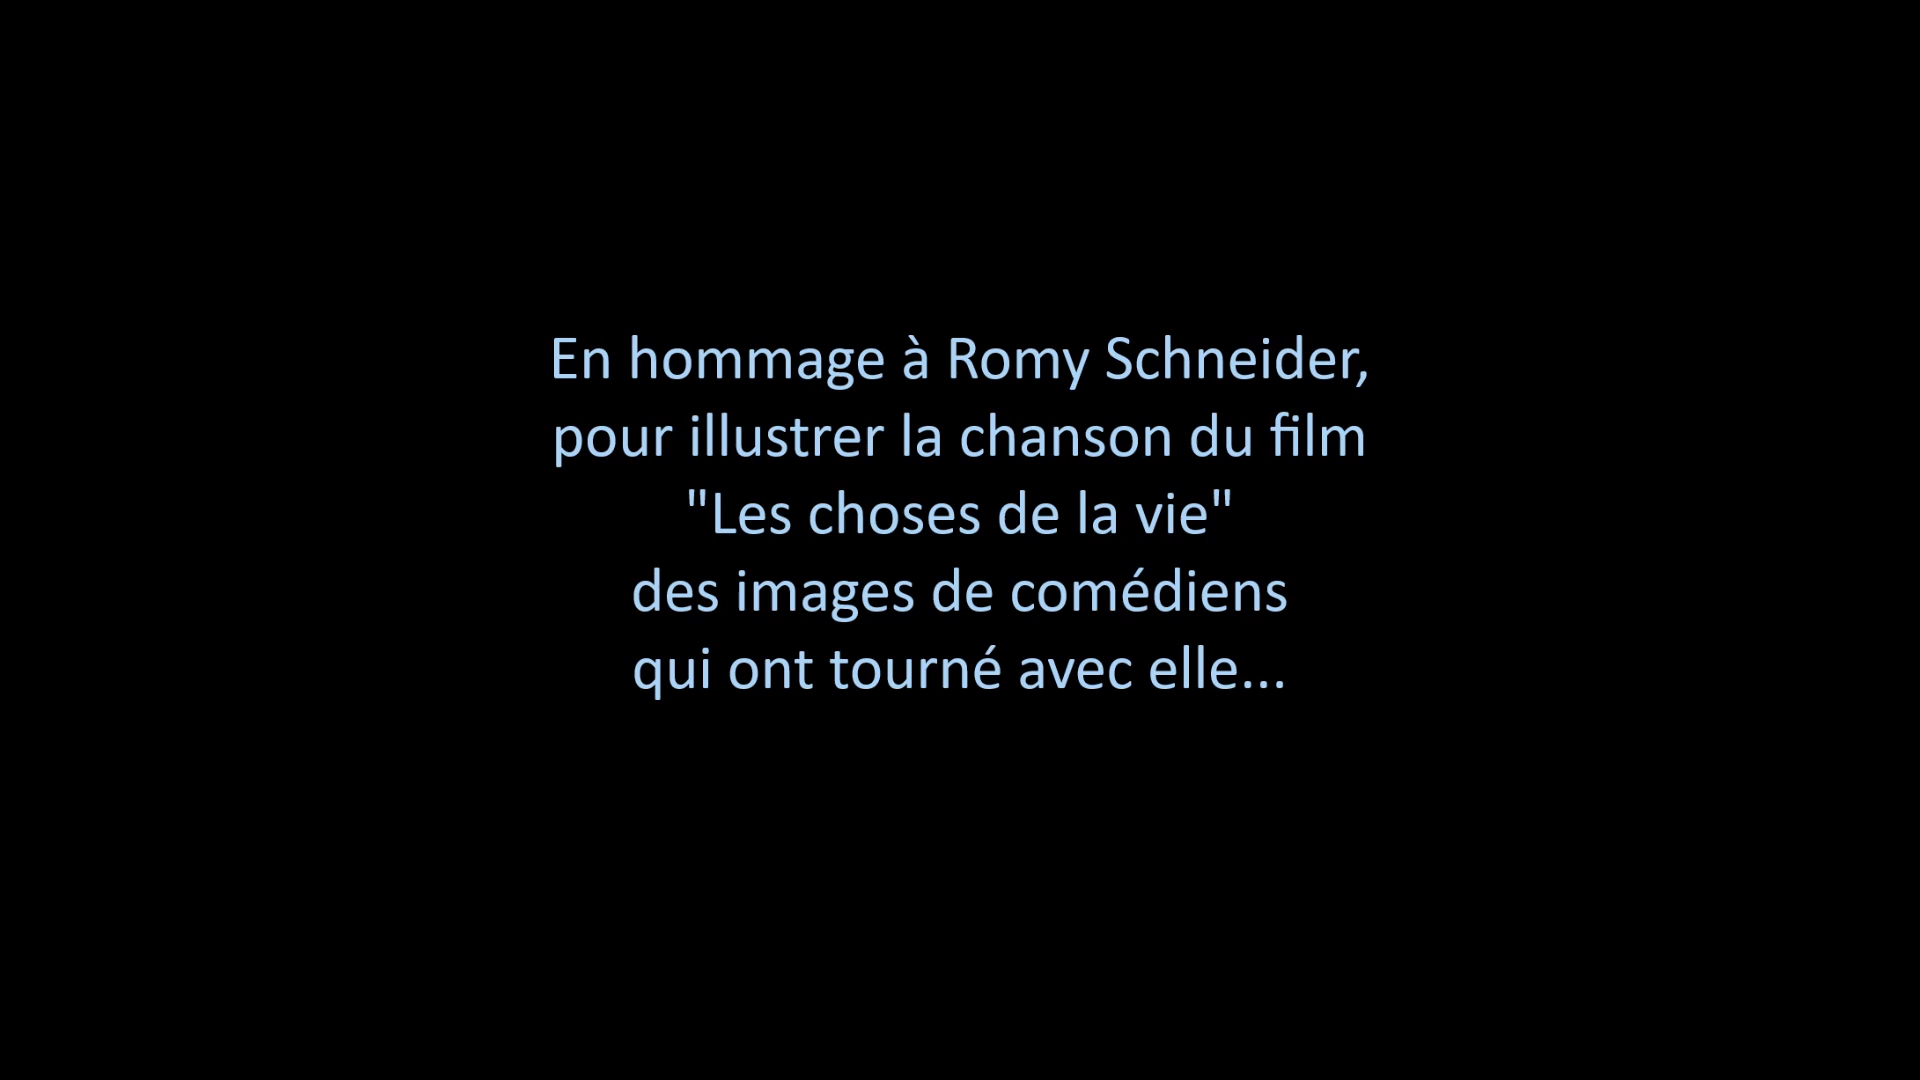 En hommage à Romy Schneider,
pour illustrer la chanson du film
"Les choses de la vie"
des images de comédiens
qui ont tourné avec elle...